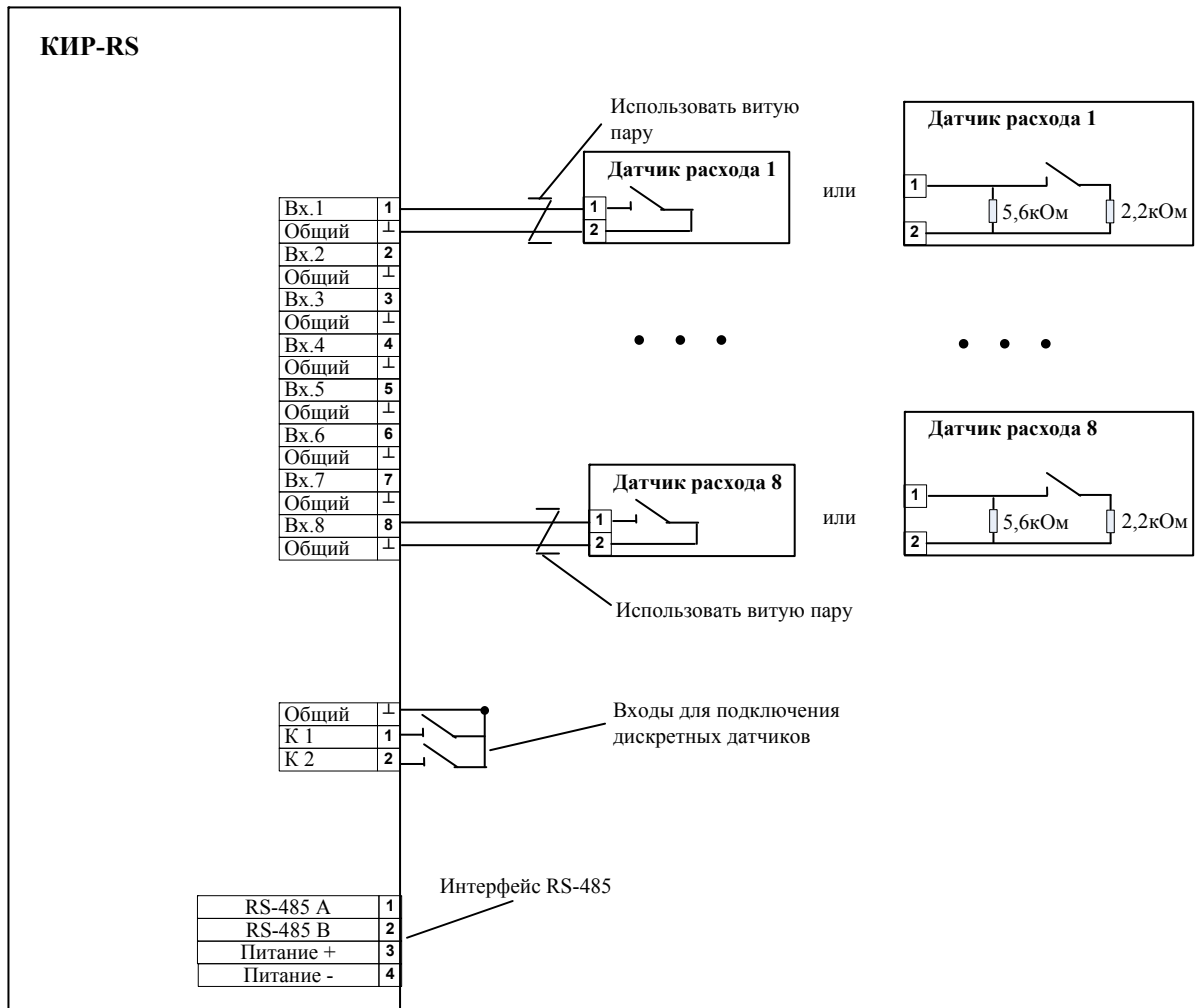 КИР-RS
Использовать витую
пару
Датчик расхода 1
1
2
или
Датчик расхода 1
1
2
5,6кОм
2,2кОм
Вх.1 1
Общий ⊥
Вх.2 2
Общий ⊥
Вх.3 3
Общий ⊥
Вх.4 4
Общий ⊥
Вх.5 5
Общий ⊥
Вх.6 6
Общий ⊥
Вх.7 7
Общий ⊥
Вх.8 8
Общий ⊥
Датчик расхода 8
1
2
или
Датчик расхода 8
1
2
5,6кОм
2,2кОм
Использовать витую пару
Общий ⊥
К 1 1
К 2 2
Входы для подключения
дискретных датчиков
Интерфейс RS-485
RS-485 A 1
RS-485 B 2
Питание + 3
Питание - 4